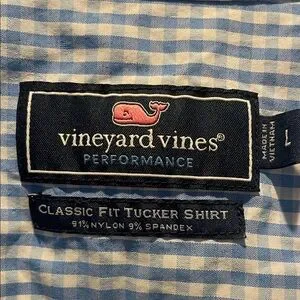 vineyard vines®
PERFORMANCE
MADE IN
VIETNAM
L
CLASSIC FIT TUCKER SHIRT
91% NYLON 9% SPANDEX